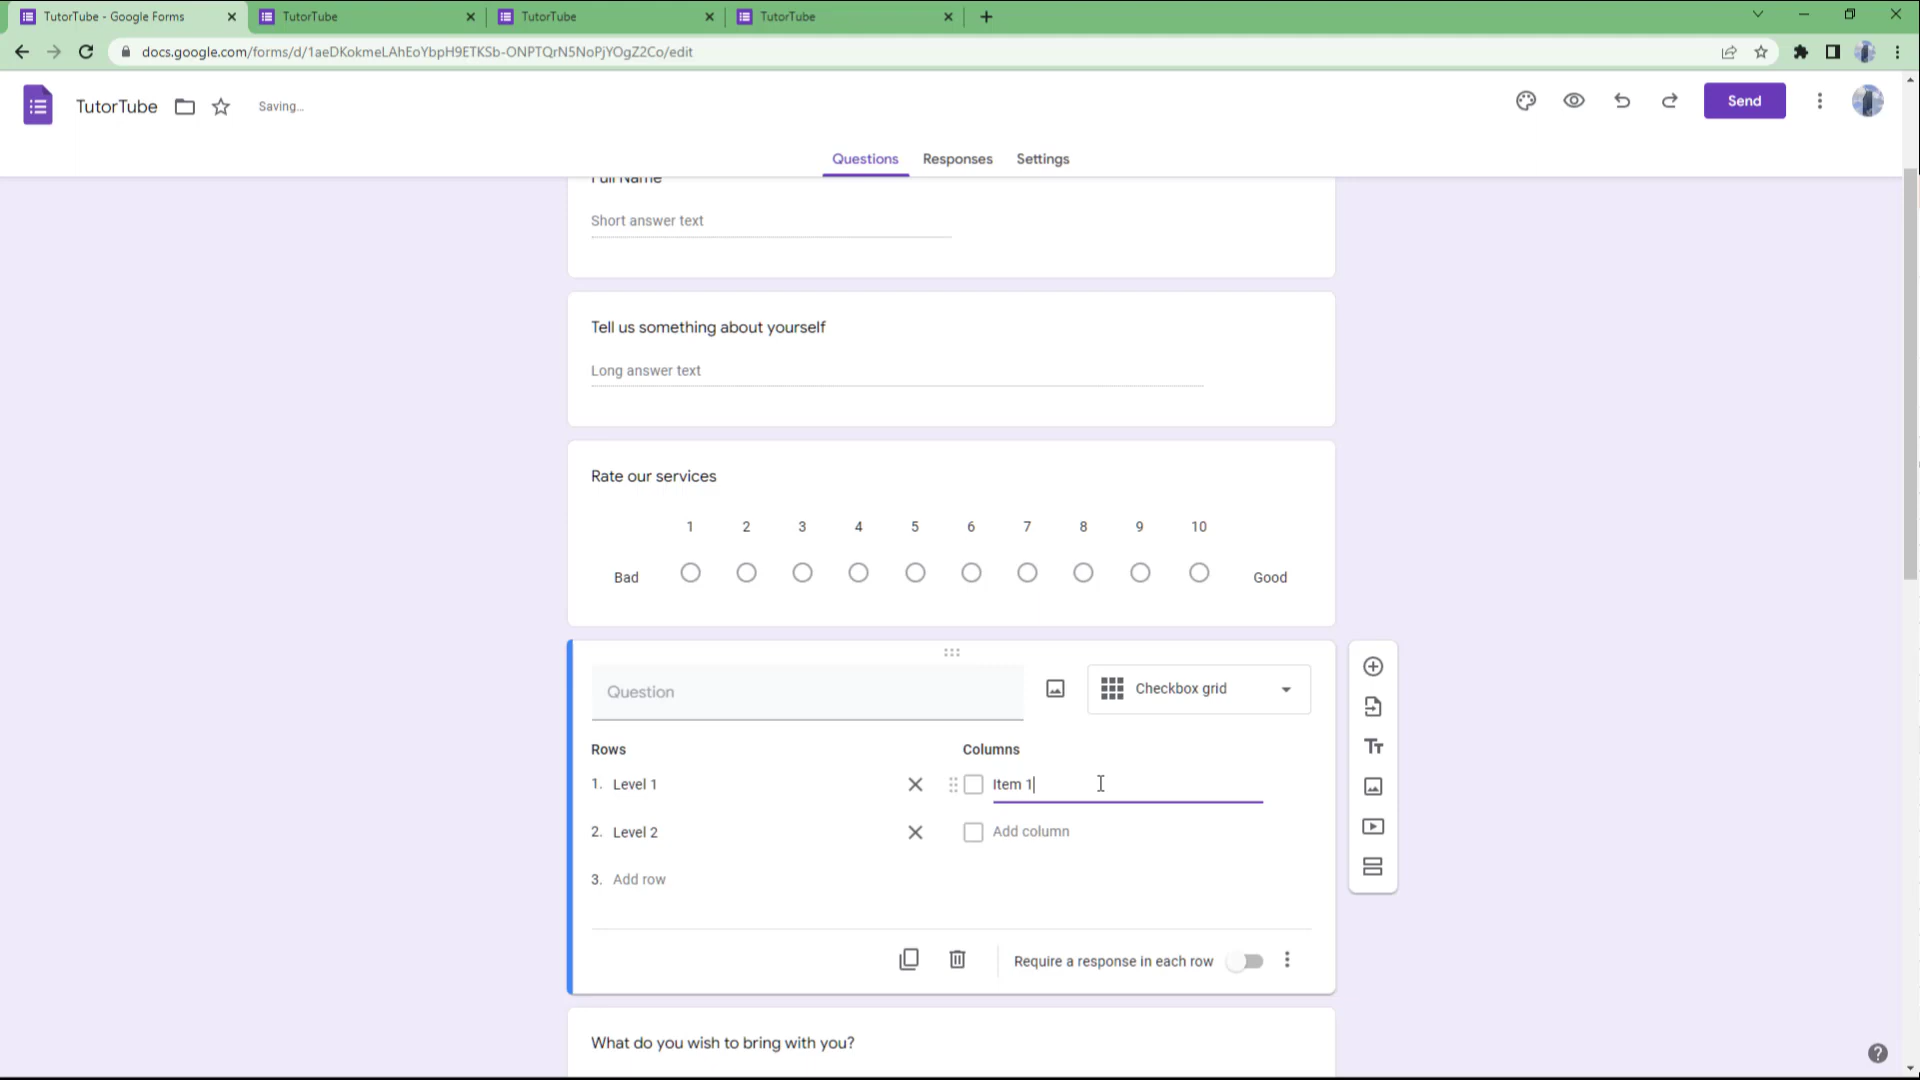 TutorTube - Google Forms
TutorTube
TutorTube
TutorTube
docs.google.com/forms/d/1aeDKokmeLAhEoYbpH9ETKSb-ONPTQrN5NoPjYOgZ2Co/edit
TutorTube
Saving...
Send
Questions
Responses
Settings
Full Name
Short answer text
Tell us something about yourself
Long answer text
Rate our services
1 2 3 4 5 6 7 8 9 10
Bad
Good
Question
Checkbox grid
Rows
Columns
1. Level 1
Item 1
2. Level 2
Add column
3. Add row
Require a response in each row
What do you wish to bring with you?